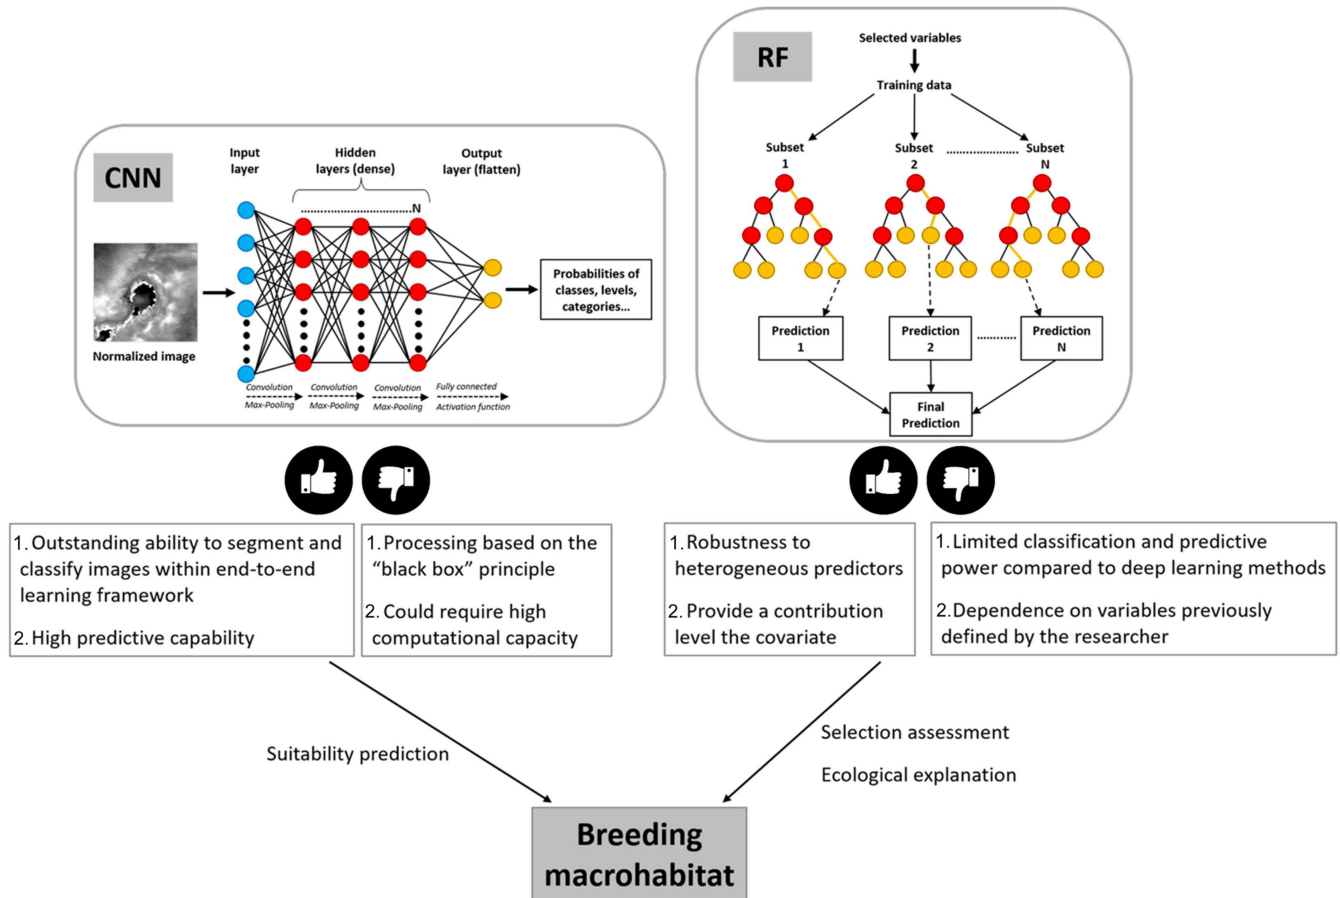 CNN
Input
layer
Hidden
layers (dense)
Output
layer (flatten)
N
Normalized image
Probabilities of
classes, levels,
categories...
Convolution
Max-Pooling
Convolution
Max-Pooling
Convolution
Max-Pooling
Fully connected
Activation function
RF
Selected variables
Training data
Subset
1
Subset
2
Subset
N
Prediction
1
Prediction
2
Prediction
N
Final
Prediction
1. Outstanding ability to segment and
classify images within end-to-end
learning framework
2. High predictive capability
1. Processing based on the
“black box” principle
2. Could require high
computational capacity
1. Robustness to
heterogeneous predictors
2. Provide a contribution
level the covariate
1. Limited classification and predictive
power compared to deep learning methods
2. Dependence on variables previously
defined by the researcher
Suitability prediction
Selection assessment
Ecological explanation
Breeding
macrohabitat